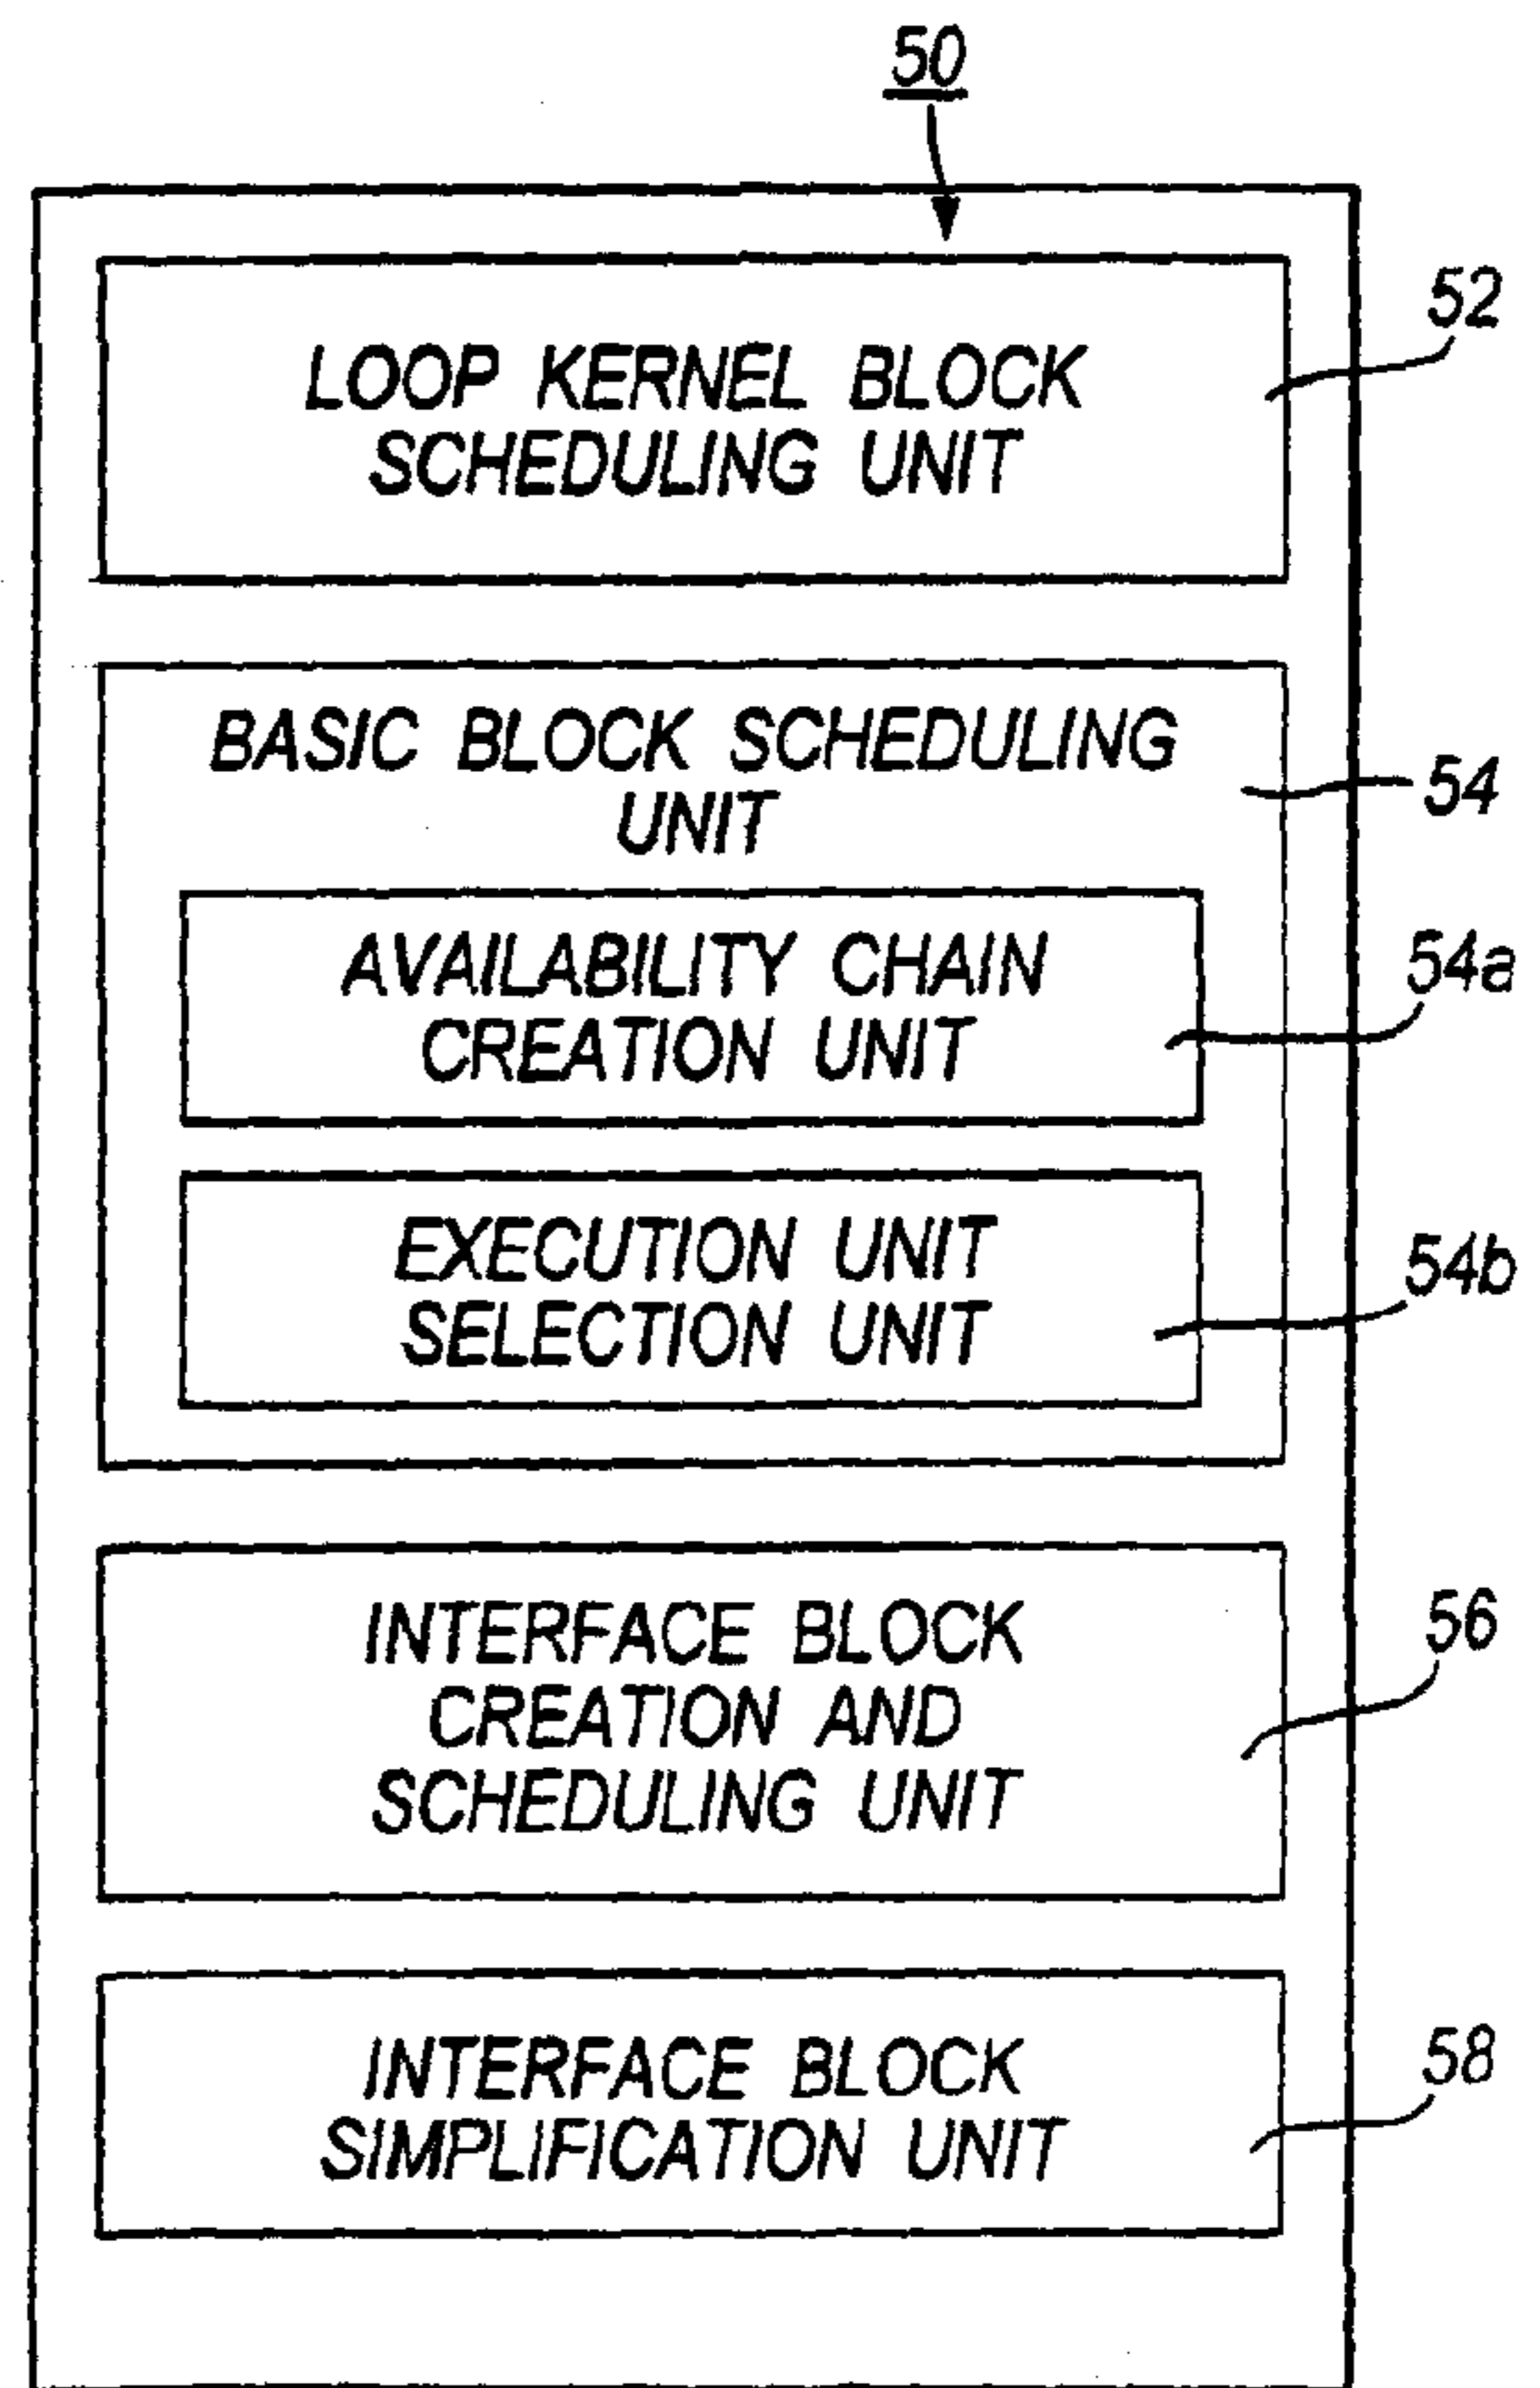 50
LOOP KERNEL BLOCK
SCHEDULING UNIT
52
BASIC BLOCK SCHEDULING
UNIT
54
AVAILABILITY CHAIN
CREATION UNIT
54a
EXECUTION UNIT
SELECTION UNIT
54b
INTERFACE BLOCK
CREATION AND
SCHEDULING UNIT
56
INTERFACE BLOCK
SIMPLIFICATION UNIT
58